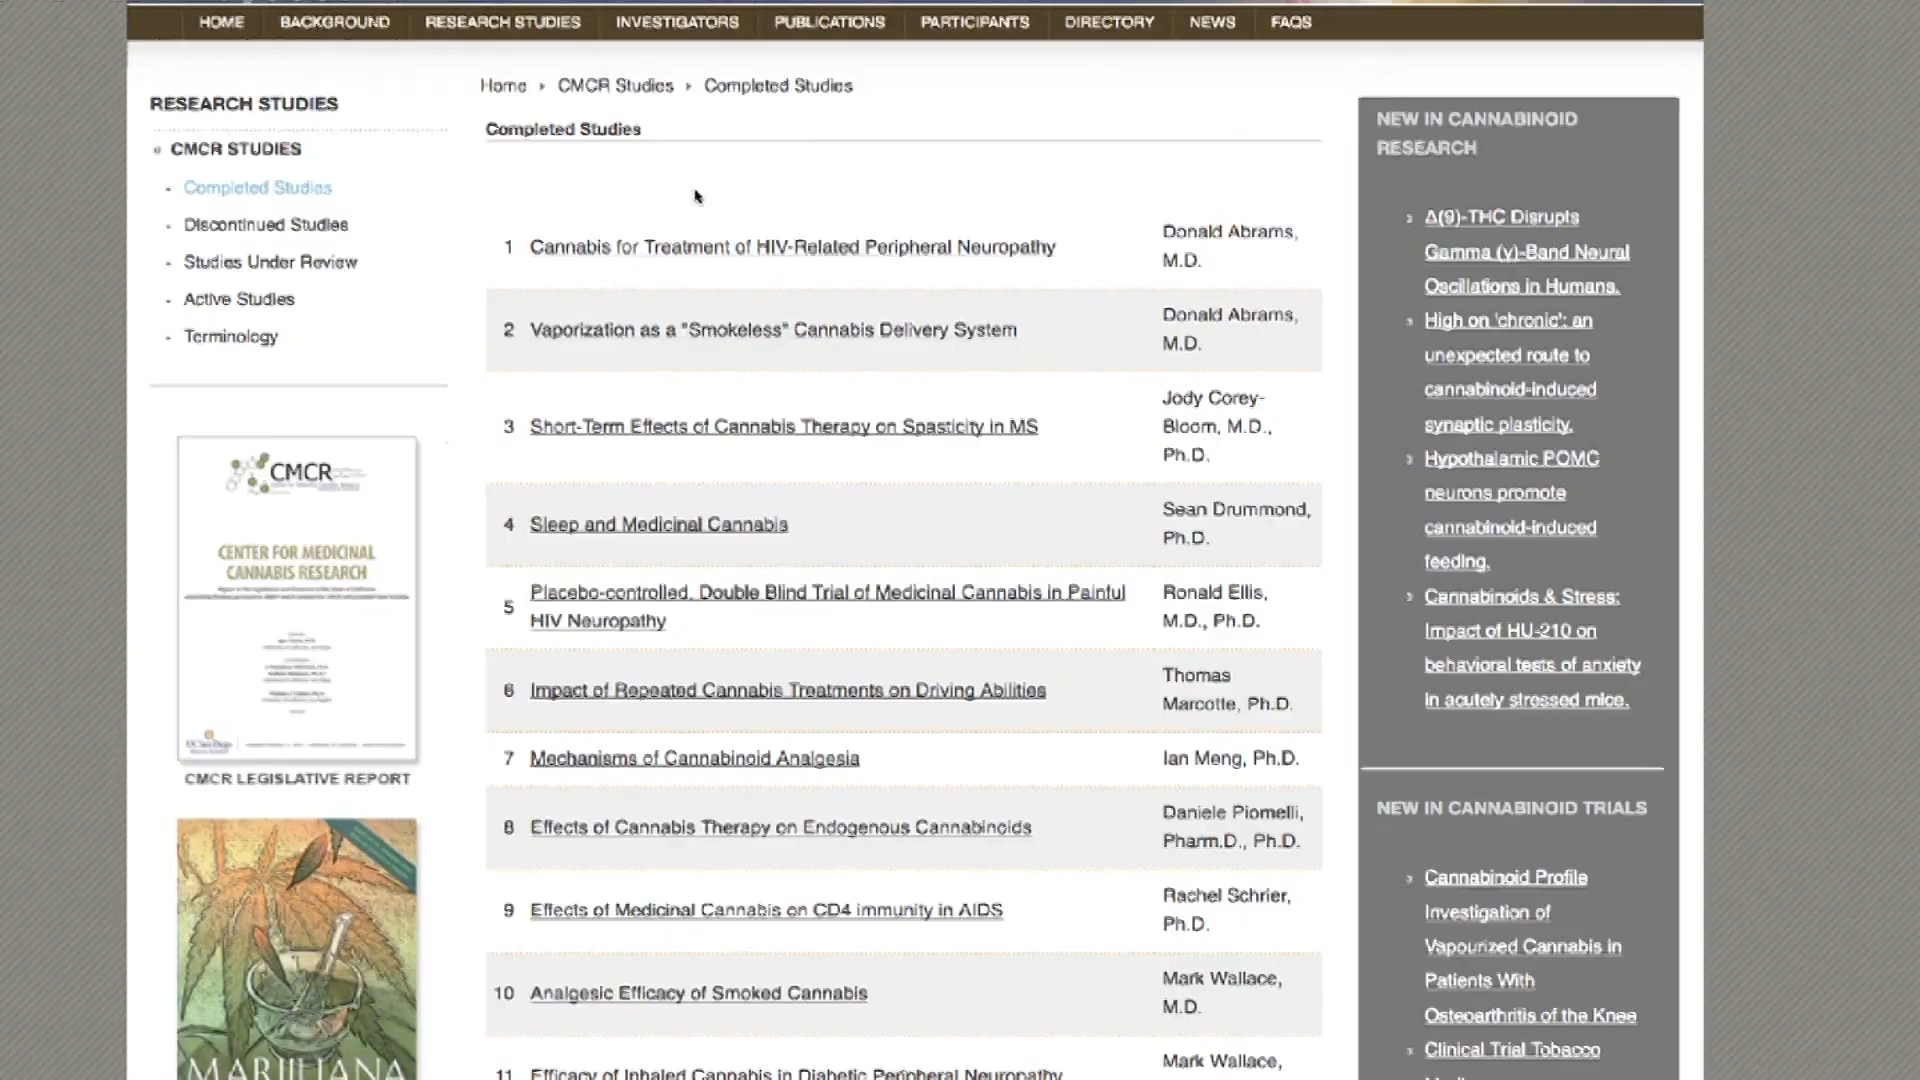 HOME BACKGROUND RESEARCH STUDIES INVESTIGATORS PUBLICATIONS PARTICIPANTS DIRECTORY NEWS FAQS
RESEARCH STUDIES
» CMCR STUDIES
- Completed Studies
- Discontinued Studies
- Studies Under Review
- Active Studies
- Terminology
CMCR
CENTER FOR MEDICINAL
CANNABIS RESEARCH
CMCR LEGISLATIVE REPORT
MARIJUANA
Home › CMCR Studies › Completed Studies
Completed Studies
1 Cannabis for Treatment of HIV-Related Peripheral Neuropathy
Donald Abrams,
M.D.
2 Vaporization as a "Smokeless" Cannabis Delivery System
Donald Abrams,
M.D.
3 Short-Term Effects of Cannabis Therapy on Spasticity in MS
Jody Corey-
Bloom, M.D.,
Ph.D.
4 Sleep and Medicinal Cannabis
Sean Drummond,
Ph.D.
5 Placebo-controlled, Double Blind Trial of Medicinal Cannabis in Painful
HIV Neuropathy
Ronald Ellis,
M.D., Ph.D.
6 Impact of Repeated Cannabis Treatments on Driving Abilities
Thomas
Marcotte, Ph.D.
7 Mechanisms of Cannabinoid Analgesia
Ian Meng, Ph.D.
8 Effects of Cannabis Therapy on Endogenous Cannabinoids
Daniele Piomelli,
Pharm.D., Ph.D.
9 Effects of Medicinal Cannabis on CD4 immunity in AIDS
Rachel Schrier,
Ph.D.
10 Analgesic Efficacy of Smoked Cannabis
Mark Wallace,
M.D.
11 Efficacy of Inhaled Cannabis in Diabetic Peripheral Neuropathy
Mark Wallace,
NEW IN CANNABINOID
RESEARCH
› Δ(9)-THC Disrupts
Gamma (γ)-Band Neural
Oscillations in Humans.
› High on 'chronic': an
unexpected route to
cannabinoid-induced
synaptic plasticity.
› Hypothalamic POMC
neurons promote
cannabinoid-induced
feeding.
› Cannabinoids & Stress:
Impact of HU-210 on
behavioral tests of anxiety
in acutely stressed mice.
NEW IN CANNABINOID TRIALS
› Cannabinoid Profile
Investigation of
Vapourized Cannabis in
Patients With
Osteoarthritis of the Knee
› Clinical Trial Tobacco